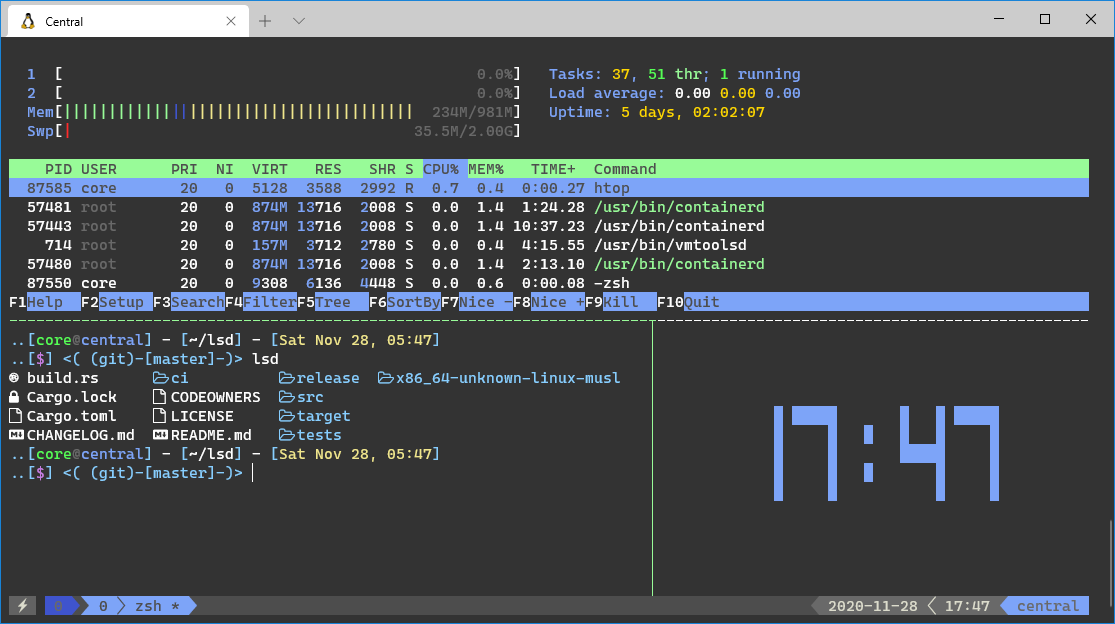 Central
1 [ 0.0%] Tasks: 37, 51 thr; 1 running
2 [ 0.0%] Load average: 0.00 0.00 0.00
Mem[||||||||||||||||||||||||||||||||||||||| 234M/981M] Uptime: 5 days, 02:02:07
Swp[| 35.5M/2.00G]
PID USER PRI NI VIRT RES SHR S CPU% MEM% TIME+ Command
87585 core 20 0 5128 3588 2992 R 0.7 0.4 0:00.27 htop
57481 root 20 0 874M 13716 2008 S 0.0 1.4 1:24.28 /usr/bin/containerd
57443 root 20 0 874M 13716 2008 S 0.0 1.4 10:37.23 /usr/bin/containerd
714 root 20 0 157M 3712 2780 S 0.0 0.4 4:15.55 /usr/bin/vmtoolsd
57480 root 20 0 874M 13716 2008 S 0.0 1.4 2:13.10 /usr/bin/containerd
87550 core 20 0 9308 6136 4448 S 0.0 0.6 0:00.08 -zsh
F1Help F2Setup F3SearchF4FilterF5Tree F6SortByF7Nice -F8Nice +F9Kill F10Quit
..[core@central] - [~/lsd] - [Sat Nov 28, 05:47]
..[$] <( (git)-[master]-)> lsd
build.rs ci release x86_64-unknown-linux-musl
Cargo.lock CODEOWNERS src
Cargo.toml LICENSE target
CHANGELOG.md README.md tests
..[core@central] - [~/lsd] - [Sat Nov 28, 05:47]
..[$] <( (git)-[master]-)>
17:47
0 0 zsh * 2020-11-28 17:47 central